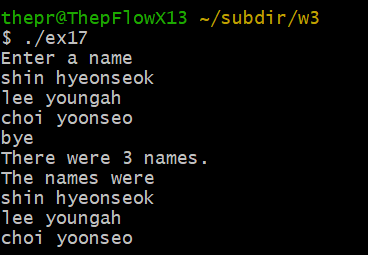 thepr@ThepFlowX13 ~/subdir/w3
$ ./ex17
Enter a name
shin hyeonseok
lee youngah
choi yoonseo
bye
There were 3 names.
The names were
shin hyeonseok
lee youngah
choi yoonseo